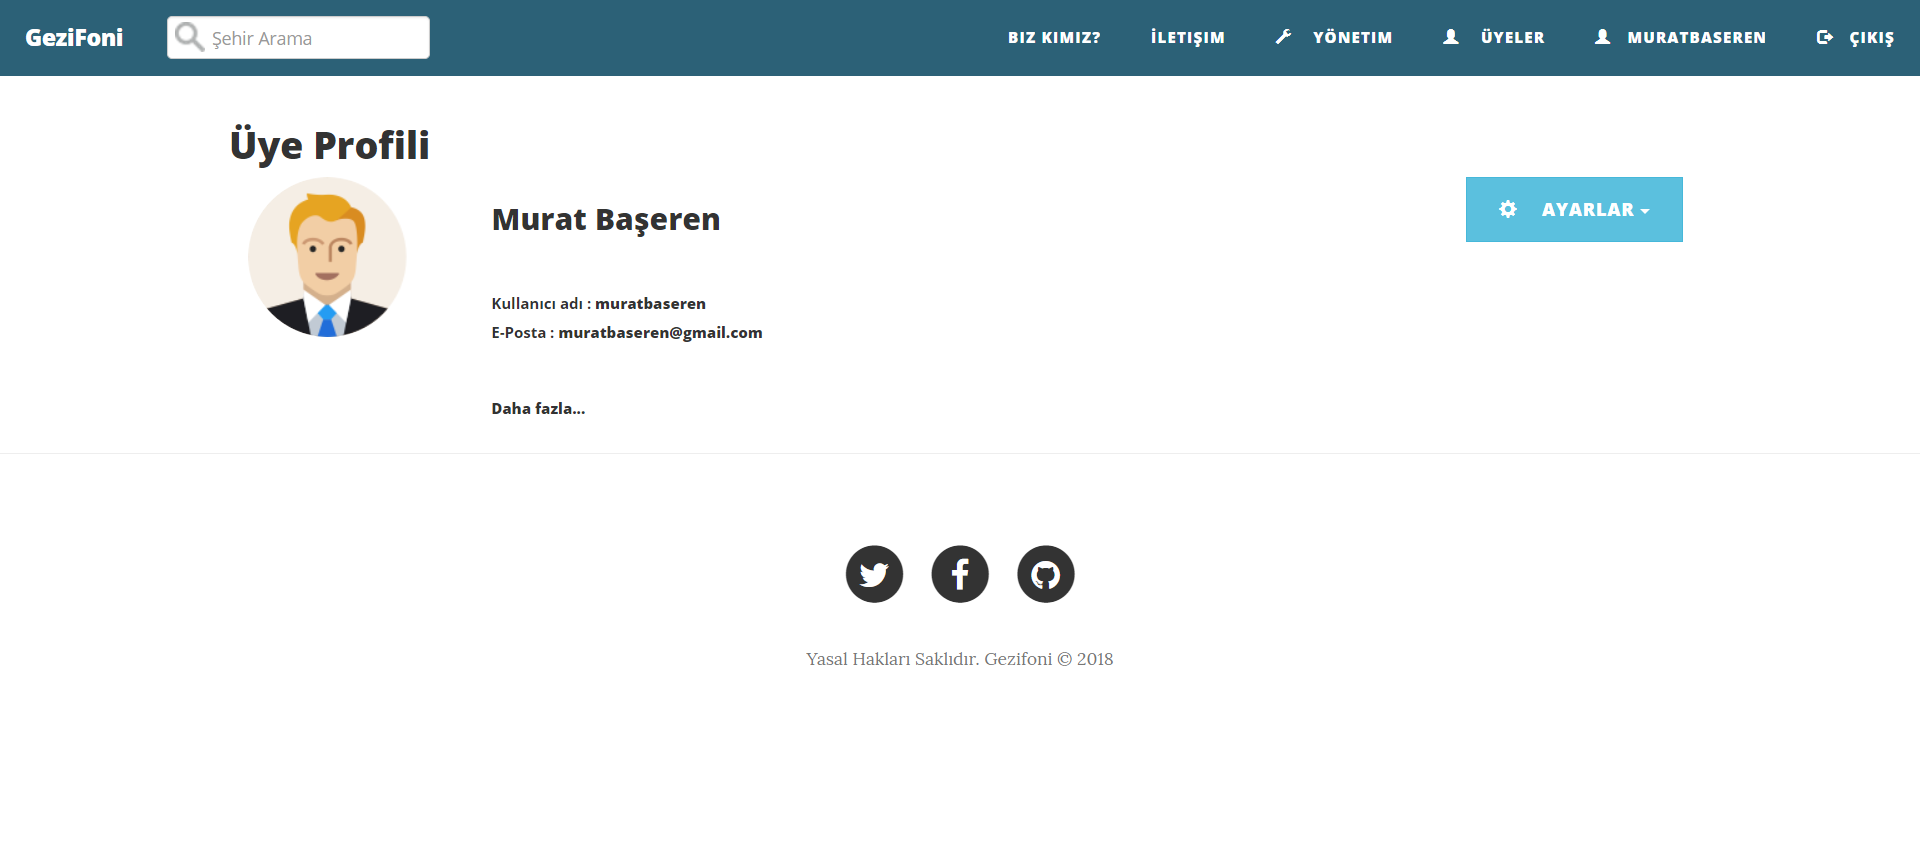 GeziFoni
Şehir Arama
BIZ KIMIZ?
İLETIŞIM
YÖNETIM
ÜYELER
MURATBASEREN
ÇIKIŞ
Üye Profili
Murat Başeren
AYARLAR
Kullanıcı adı : muratbaseren
E-Posta : muratbaseren@gmail.com
Daha fazla...
Yasal Hakları Saklıdır. Gezifoni © 2018